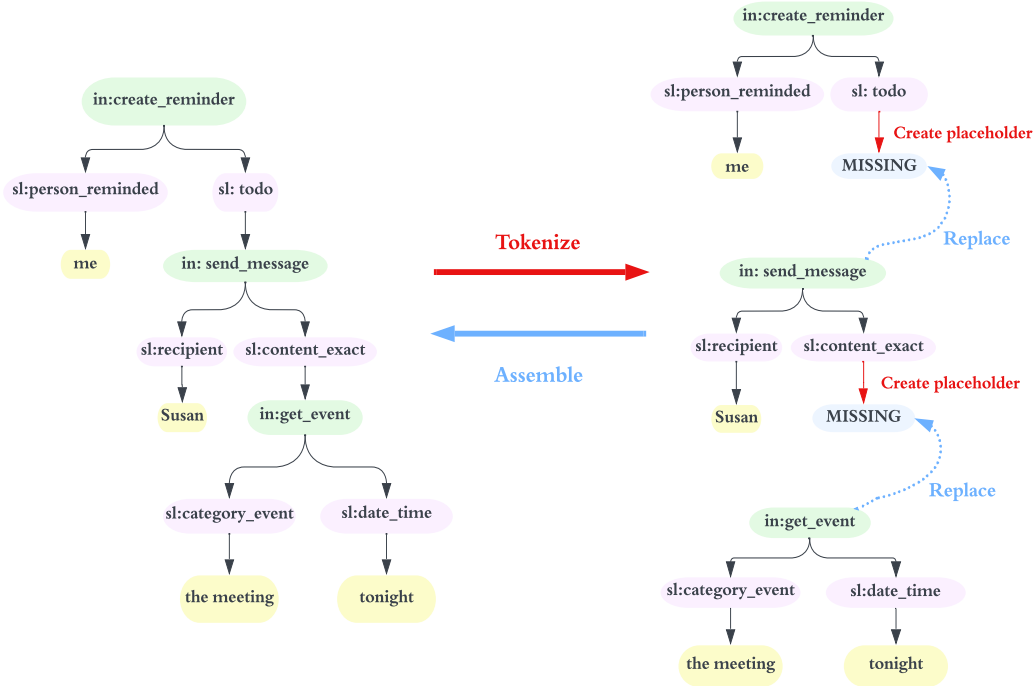 in:create_reminder
sl:person_reminded
sl: todo
me
in: send_message
sl:recipient
sl:content_exact
Susan
in:get_event
sl:category_event
sl:date_time
the meeting
tonight
Tokenize
Assemble
in:create_reminder
sl:person_reminded
sl: todo
Create placeholder
me
MISSING
Replace
in: send_message
sl:recipient
sl:content_exact
Create placeholder
Susan
MISSING
Replace
in:get_event
sl:category_event
sl:date_time
the meeting
tonight